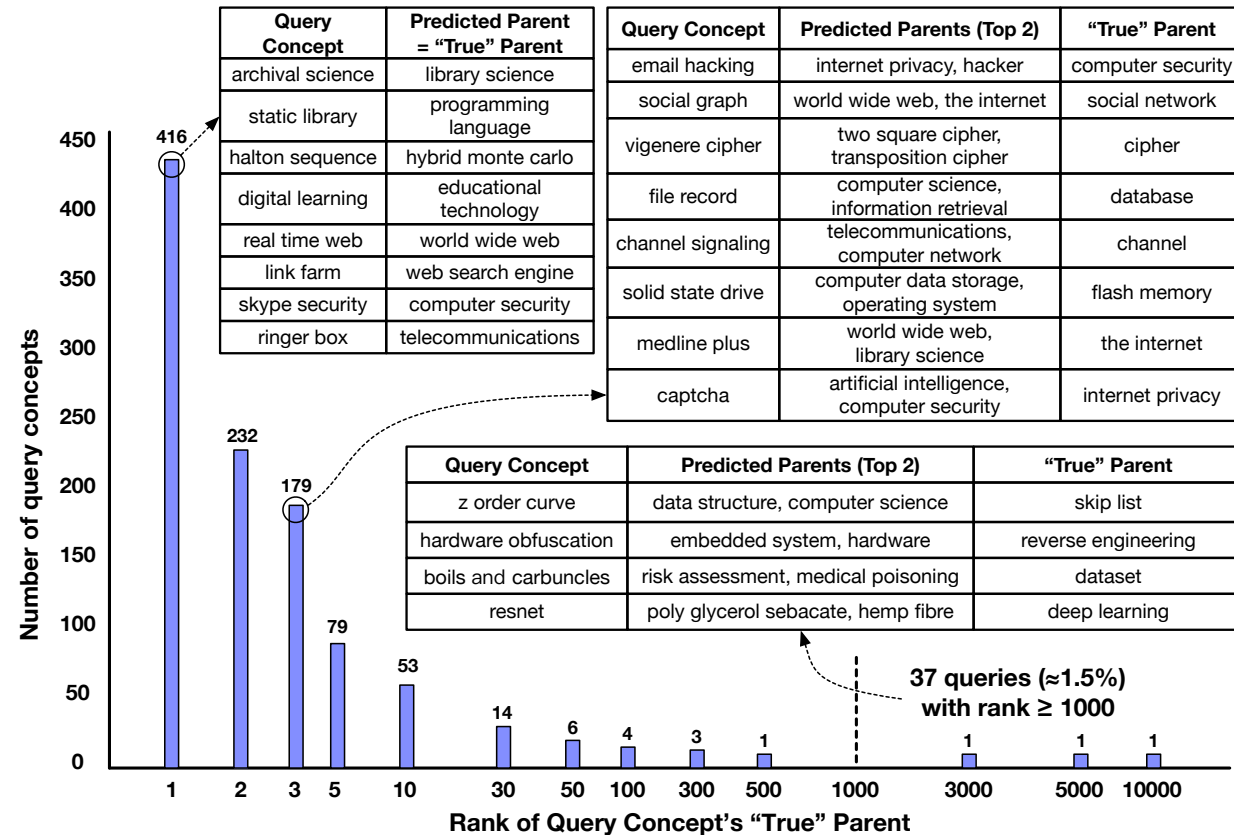 Query Concept
Predicted Parent = "True" Parent
archival science
library science
static library
programming language
halton sequence
hybrid monte carlo
digital learning
educational technology
real time web
world wide web
link farm
web search engine
skype security
computer security
ringer box
telecommunications
Query Concept
Predicted Parents (Top 2)
"True" Parent
email hacking
internet privacy, hacker
computer security
social graph
world wide web, the internet
social network
vigenere cipher
two square cipher,
transposition cipher
cipher
file record
computer science,
information retrieval
database
channel signaling
telecommunications,
computer network
channel
solid state drive
computer data storage,
operating system
flash memory
medline plus
world wide web,
library science
the internet
captcha
artificial intelligence,
computer security
internet privacy
Query Concept
Predicted Parents (Top 2)
"True" Parent
z order curve
data structure, computer science
skip list
hardware obfuscation
embedded system, hardware
reverse engineering
boils and carbuncles
risk assessment, medical poisoning
dataset
resnet
poly glycerol sebacate, hemp fibre
deep learning
37 queries (≈1.5%)
with rank ≥ 1000
Number of query concepts
450
400
350
300
250
200
150
100
50
0
416
232
179
79
53
14
6
4
3
1
1
1
1
1
2
3
5
10
30
50
100
300
500
1000
3000
5000
10000
Rank of Query Concept's "True" Parent